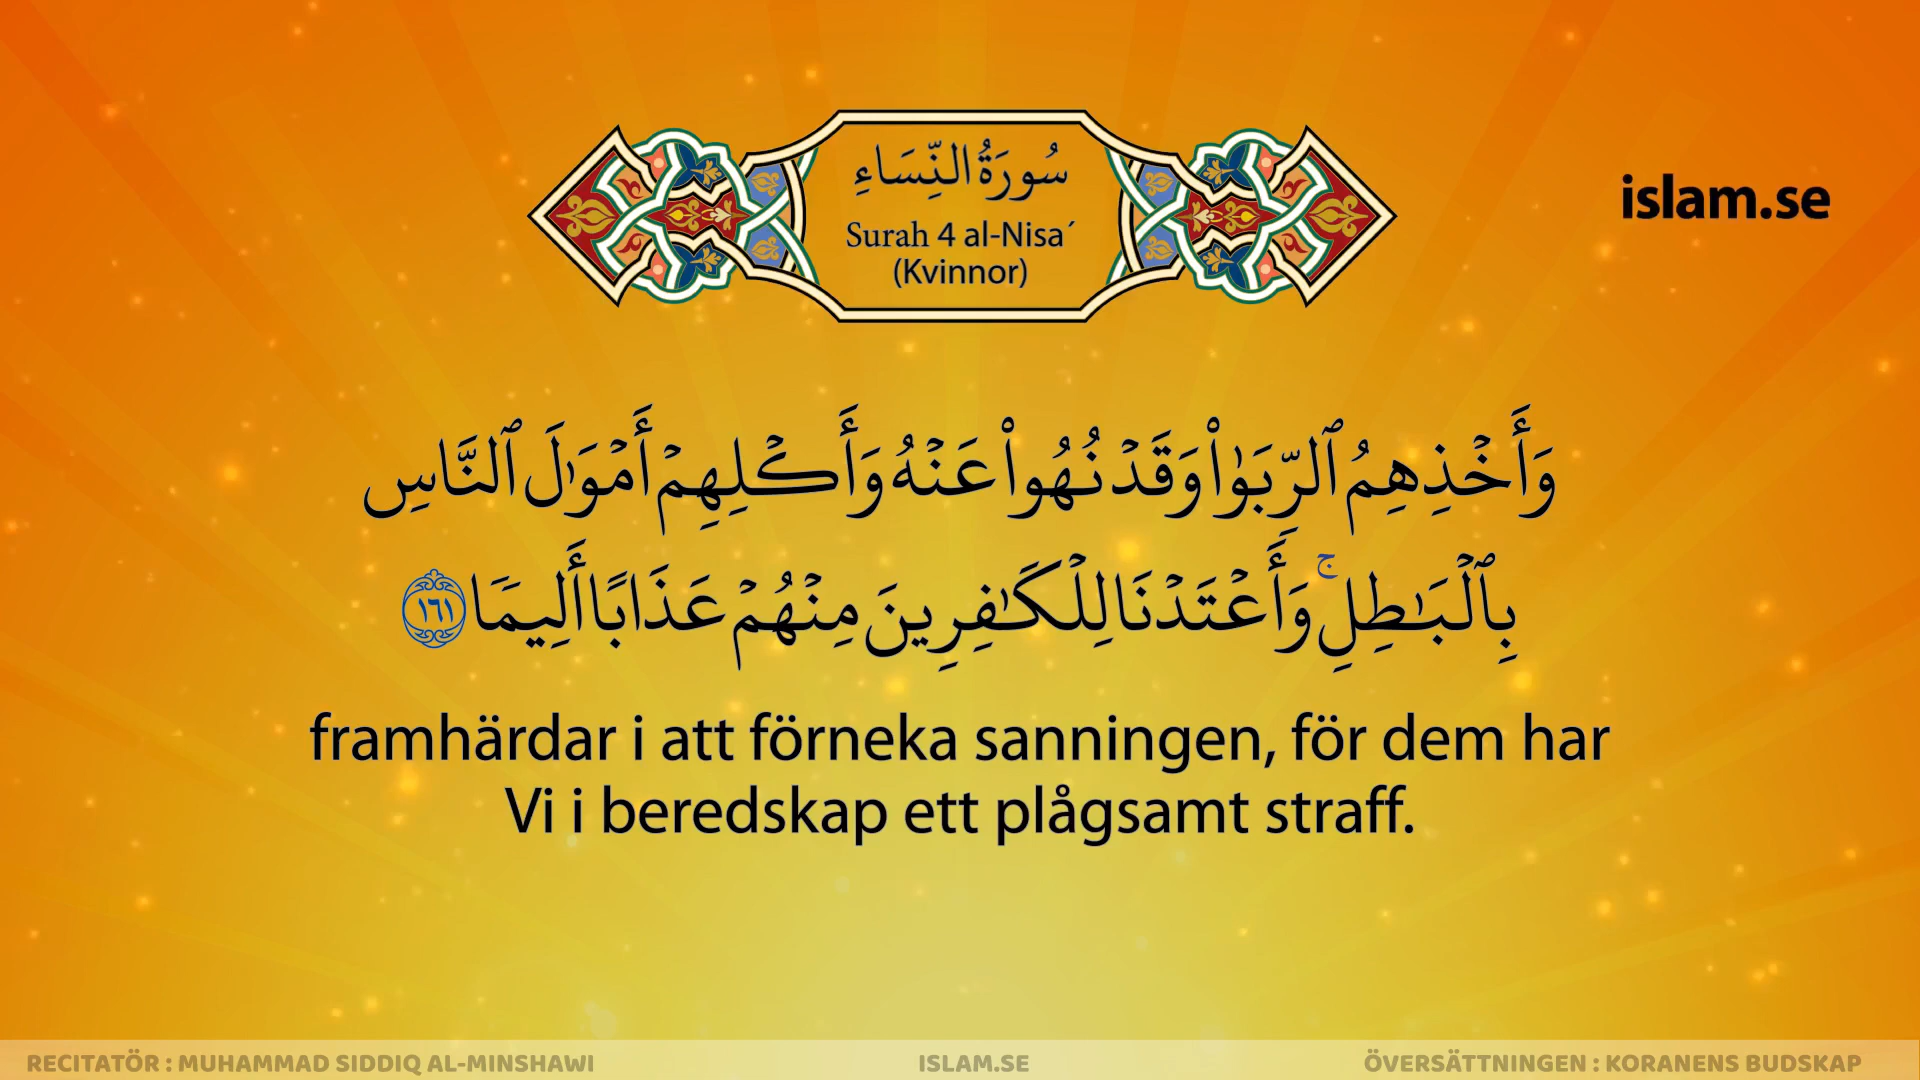 سُورَةُ النِّسَاءِ
Surah 4 al-Nisa´
(Kvinnor)
islam.se
وَأَخْذِهِمُ ٱلرِّبَوٰا۟ وَقَدْ نُهُوا۟ عَنْهُ وَأَكْلِهِمْ أَمْوَٰلَ ٱلنَّاسِ
بِٱلْبَـٰطِلِ ۚ وَأَعْتَدْنَا لِلْكَـٰفِرِينَ مِنْهُمْ عَذَابًا أَلِيمًا ١٦١
framhärdar i att förneka sanningen, för dem har
Vi i beredskap ett plågsamt straff.
RECITATÖR : MUHAMMAD SIDDIQ AL-MINSHAWI
ISLAM.SE
ÖVERSÄTTNINGEN : KORANENS BUDSKAP